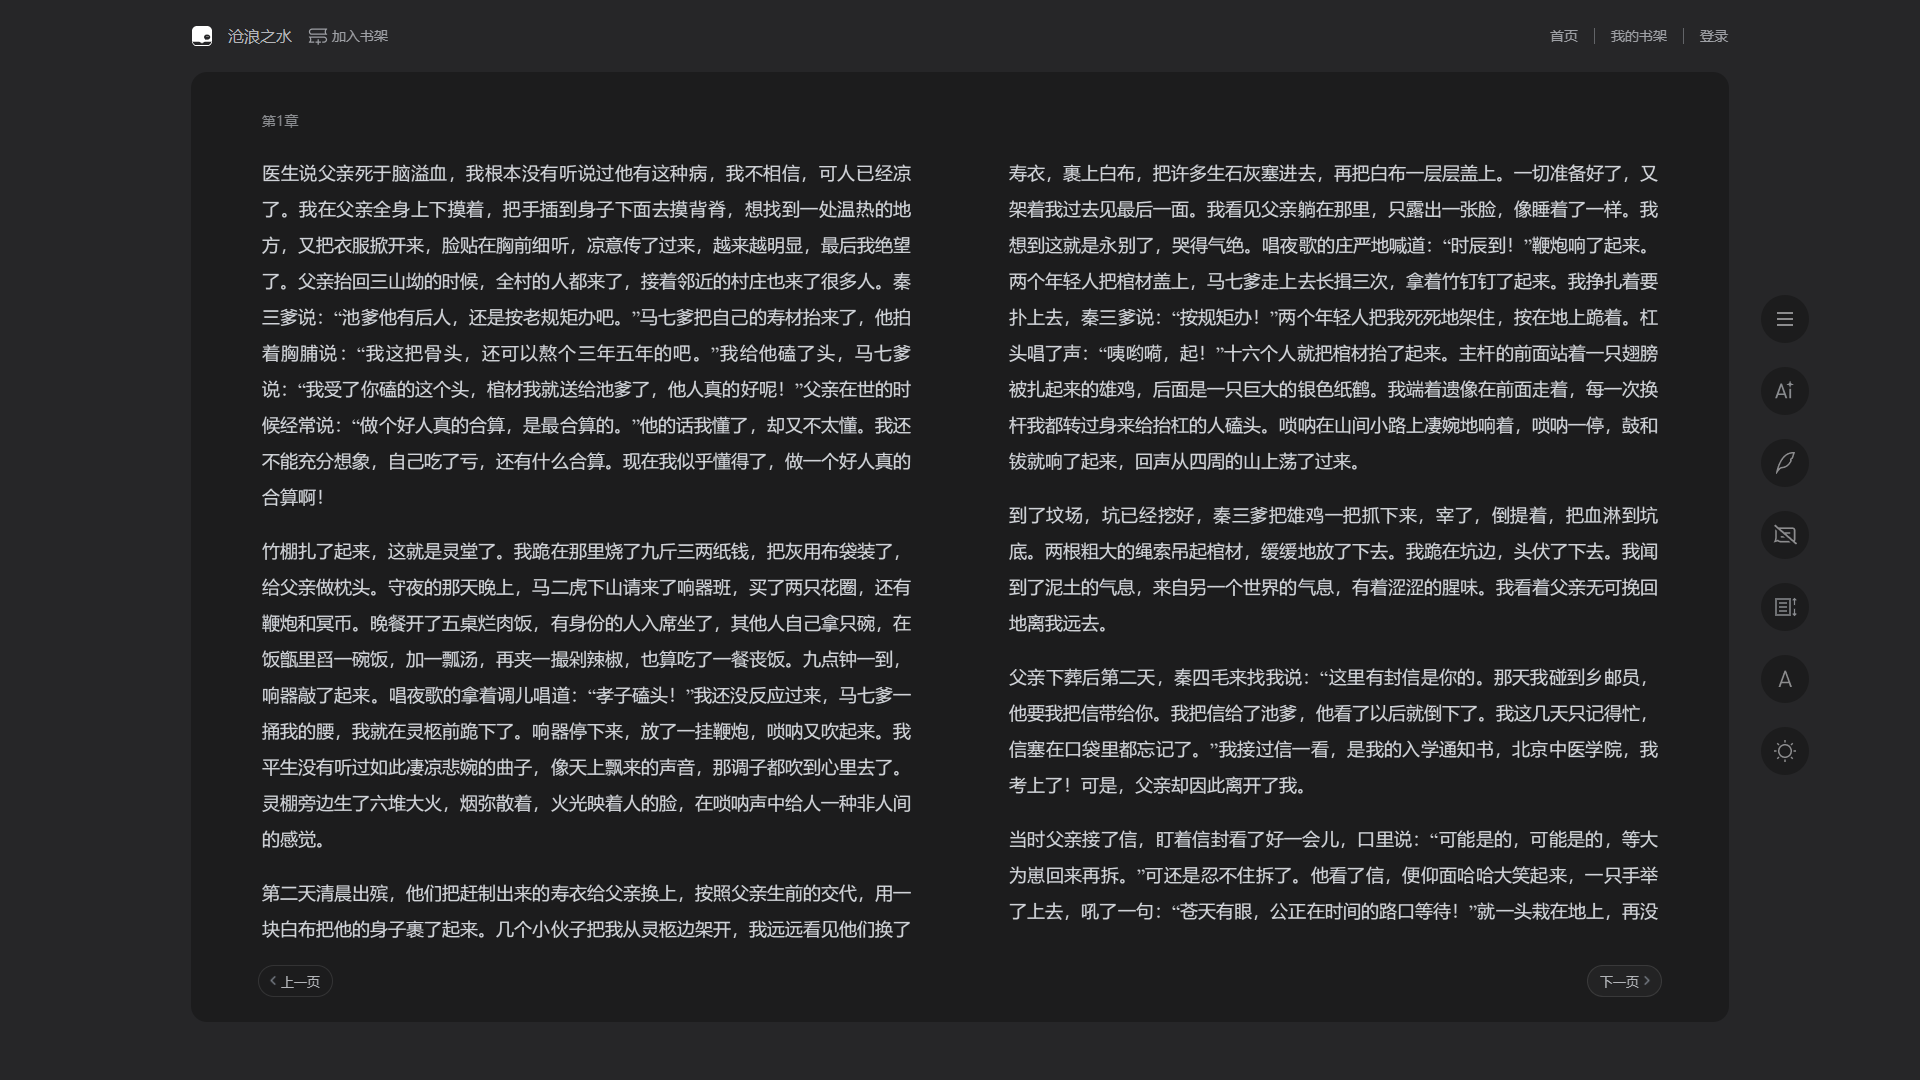 沧浪之水
加入书架
首页
我的书架
登录
第1章
医生说父亲死于脑溢血，我根本没有听说过他有这种病，我不相信，可人已经凉
了。我在父亲全身上下摸着，把手插到身子下面去摸背脊，想找到一处温热的地
方，又把衣服掀开来，脸贴在胸前细听，凉意传了过来，越来越明显，最后我绝望
了。父亲抬回三山坳的时候，全村的人都来了，接着邻近的村庄也来了很多人。秦
三爹说：“池爹他有后人，还是按老规矩办吧。”马七爹把自己的寿材抬来了，他拍
着胸脯说：“我这把骨头，还可以熬个三年五年的吧。”我给他磕了头，马七爹
说：“我受了你磕的这个头，棺材我就送给池爹了，他人真的好呢！”父亲在世的时
候经常说：“做个好人真的合算，是最合算的。”他的话我懂了，却又不太懂。我还
不能充分想象，自己吃了亏，还有什么合算。现在我似乎懂得了，做一个好人真的
合算啊！
竹棚扎了起来，这就是灵堂了。我跪在那里烧了九斤三两纸钱，把灰用布袋装了，
给父亲做枕头。守夜的那天晚上，马二虎下山请来了响器班，买了两只花圈，还有
鞭炮和冥币。晚餐开了五桌烂肉饭，有身份的人入席坐了，其他人自己拿只碗，在
饭甑里舀一碗饭，加一瓢汤，再夹一撮剁辣椒，也算吃了一餐丧饭。九点钟一到，
响器敲了起来。唱夜歌的拿着调儿唱道：“孝子磕头！”我还没反应过来，马七爹一
捅我的腰，我就在灵柩前跪下了。响器停下来，放了一挂鞭炮，唢呐又吹起来。我
平生没有听过如此凄凉悲婉的曲子，像天上飘来的声音，那调子都吹到心里去了。
灵棚旁边生了六堆大火，烟弥散着，火光映着人的脸，在唢呐声中给人一种非人间
的感觉。
第二天清晨出殡，他们把赶制出来的寿衣给父亲换上，按照父亲生前的交代，用一
块白布把他的身子裹了起来。几个小伙子把我从灵柩边架开，我远远看见他们换了
寿衣，裹上白布，把许多生石灰塞进去，再把白布一层层盖上。一切准备好了，又
架着我过去见最后一面。我看见父亲躺在那里，只露出一张脸，像睡着了一样。我
想到这就是永别了，哭得气绝。唱夜歌的庄严地喊道：“时辰到！”鞭炮响了起来。
两个年轻人把棺材盖上，马七爹走上去长揖三次，拿着竹钉钉了起来。我挣扎着要
扑上去，秦三爹说：“按规矩办！”两个年轻人把我死死地架住，按在地上跪着。杠
头唱了声：“咦哟嗬，起！”十六个人就把棺材抬了起来。主杆的前面站着一只翅膀
被扎起来的雄鸡，后面是一只巨大的银色纸鹤。我端着遗像在前面走着，每一次换
杆我都转过身来给抬杠的人磕头。唢呐在山间小路上凄婉地响着，唢呐一停，鼓和
钹就响了起来，回声从四周的山上荡了过来。
到了坟场，坑已经挖好，秦三爹把雄鸡一把抓下来，宰了，倒提着，把血淋到坑
底。两根粗大的绳索吊起棺材，缓缓地放了下去。我跪在坑边，头伏了下去。我闻
到了泥土的气息，来自另一个世界的气息，有着涩涩的腥味。我看着父亲无可挽回
地离我远去。
父亲下葬后第二天，秦四毛来找我说：“这里有封信是你的。那天我碰到乡邮员，
他要我把信带给你。我把信给了池爹，他看了以后就倒下了。我这几天只记得忙，
信塞在口袋里都忘记了。”我接过信一看，是我的入学通知书，北京中医学院，我
考上了！可是，父亲却因此离开了我。
当时父亲接了信，盯着信封看了好一会儿，口里说：“可能是的，可能是的，等大
为崽回来再拆。”可还是忍不住拆了。他看了信，便仰面哈哈大笑起来，一只手举
了上去，吼了一句：“苍天有眼，公正在时间的路口等待！”就一头栽在地上，再没
上一页
下一页